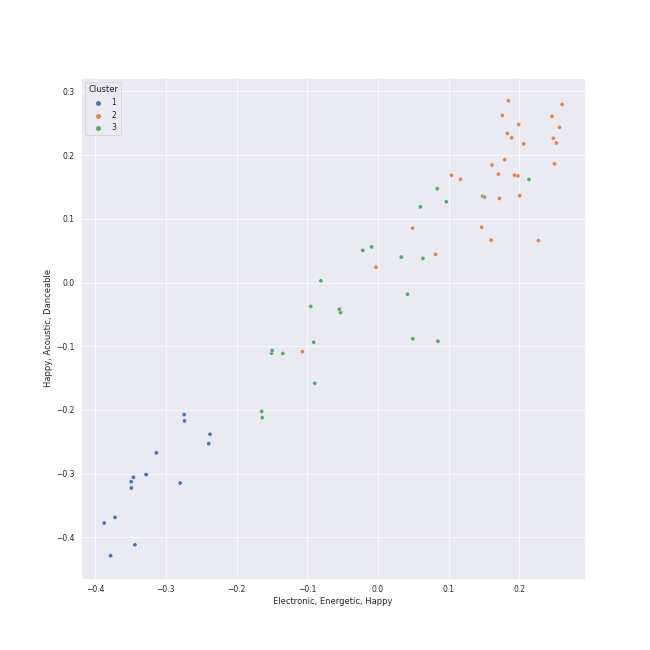 Cluster
1
2
3
0.3
0.2
0.1
0.0
−0.1
−0.2
−0.3
−0.4
Happy, Acoustic, Danceable
−0.4 −0.3 −0.2 −0.1 0.0 0.1 0.2
Electronic, Energetic, Happy